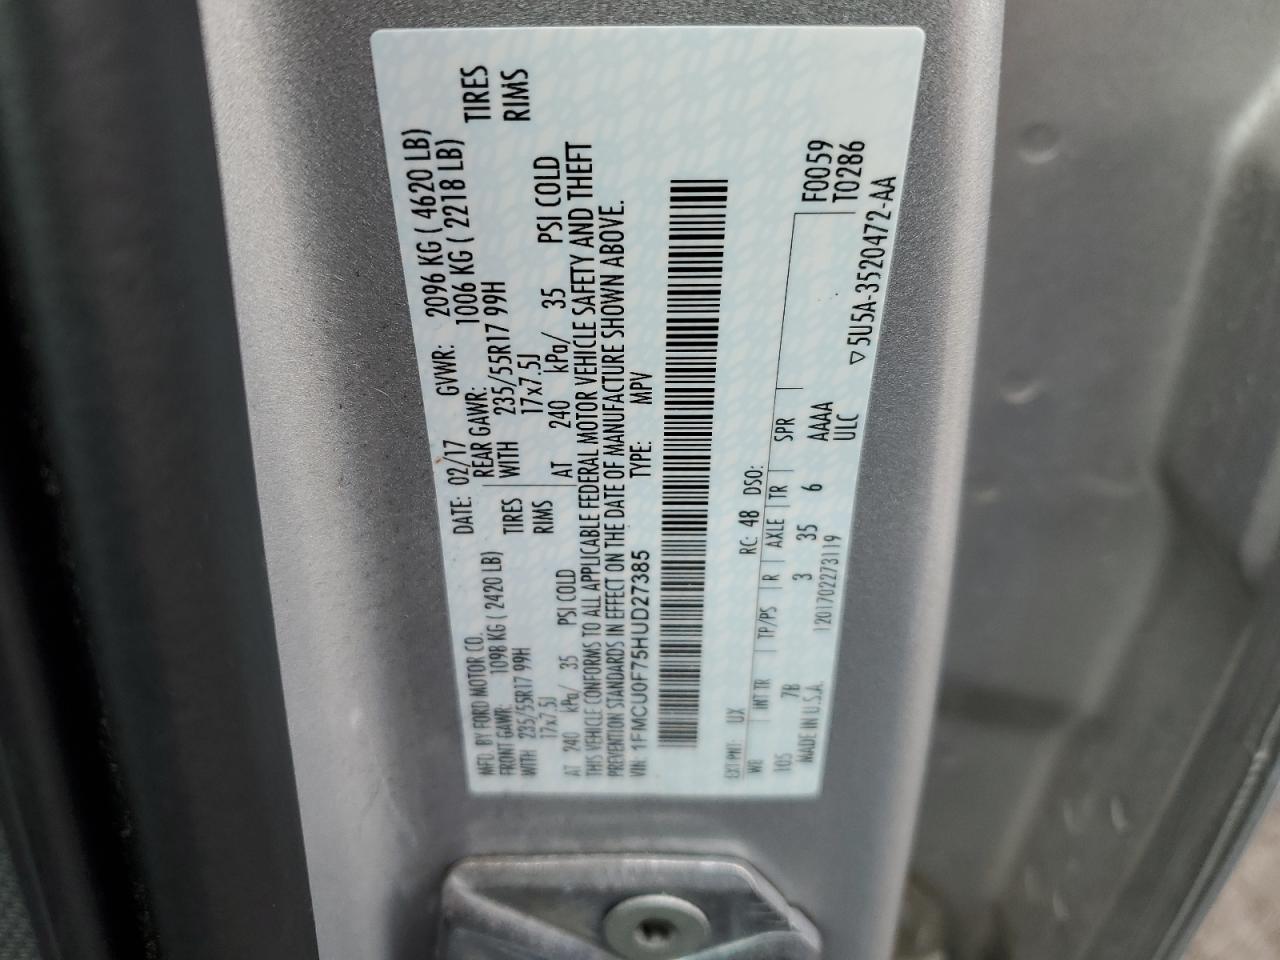 MFD. BY FORD MOTOR CO.
DATE: 02/17 GVWR: 2096 KG ( 4620 LB)
FRONT GAWR: 1098 KG ( 2420 LB) REAR GAWR: 1006 KG ( 2218 LB)
WITH 235/55R17 99H TIRES WITH 235/55R17 99H TIRES
17x7.5J RIMS 17x7.5J RIMS
AT 240 kPa/ 35 PSI COLD AT 240 kPa/ 35 PSI COLD
THIS VEHICLE CONFORMS TO ALL APPLICABLE FEDERAL MOTOR VEHICLE SAFETY AND THEFT
PREVENTION STANDARDS IN EFFECT ON THE DATE OF MANUFACTURE SHOWN ABOVE.
VIN: 1FMCU0F75HUD27385 TYPE: MPV
EXT PNT: UX RC: 48 DSO:
WB INT TR TP/PS R AXLE TR SPR
105 7B 3 35 6 AAAA
F0059
T0286
MADE IN U.S.A. 1201702273119 ULC
▽5U5A-3520472-AA